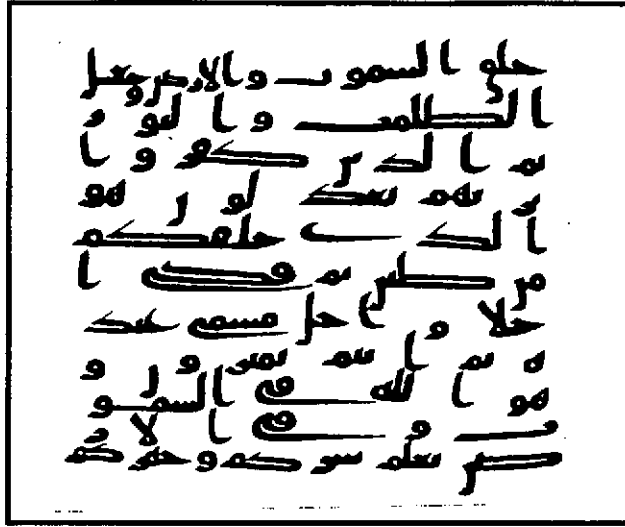 خلق السموت والارض وجعل
الظلمت والنور
ثم الذين كفروا
بربهم يعدلون هو
الذي خلقكم
من طين ثم قضى ا
جلا واجل مسمى عند
ه ثم انتم تمترون و
هو الله في السمو
ت وفي الار
ض يعلم سركم وجهركم